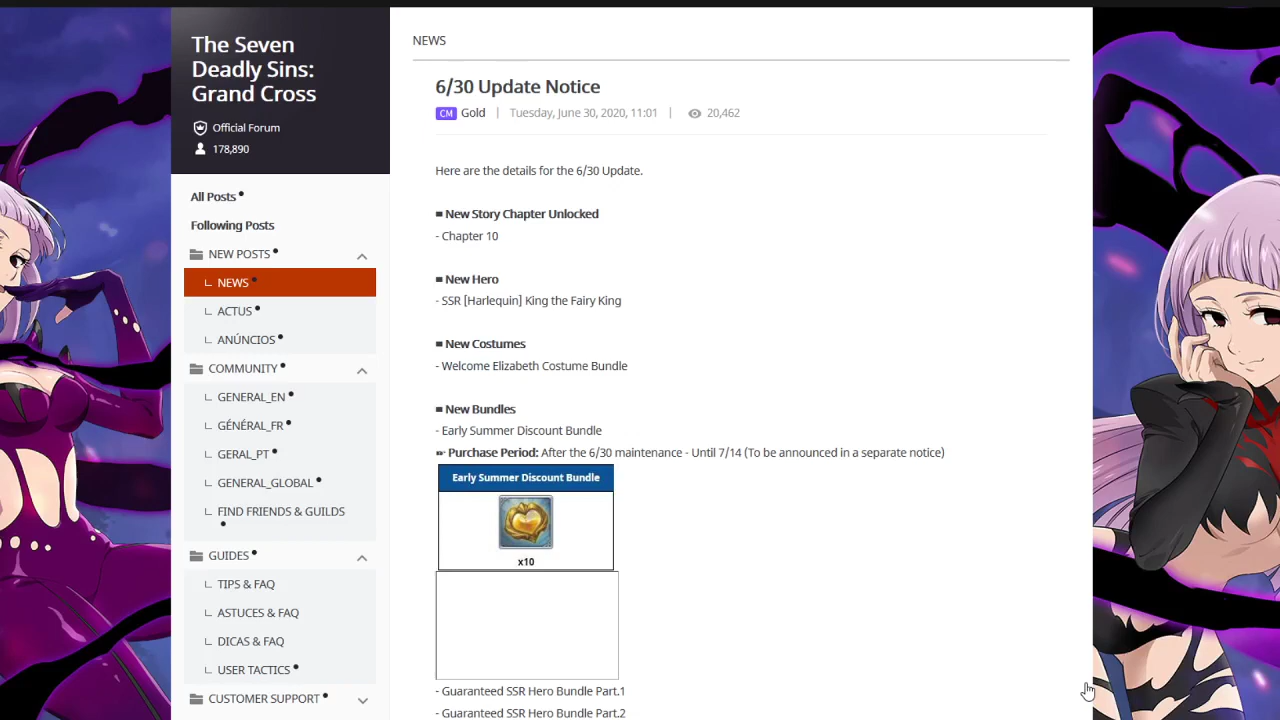 The Seven
Deadly Sins:
Grand Cross
Official Forum
178,890
All Posts
Following Posts
NEW POSTS
NEWS
ACTUS
ANÚNCIOS
COMMUNITY
GENERAL_EN
GÉNÉRAL_FR
GERAL_PT
GENERAL_GLOBAL
FIND FRIENDS & GUILDS
GUIDES
TIPS & FAQ
ASTUCES & FAQ
DICAS & FAQ
USER TACTICS
CUSTOMER SUPPORT
NEWS
6/30 Update Notice
CM Gold | Tuesday, June 30, 2020, 11:01 | 20,462
Here are the details for the 6/30 Update.
■ New Story Chapter Unlocked
- Chapter 10
■ New Hero
- SSR [Harlequin] King the Fairy King
■ New Costumes
- Welcome Elizabeth Costume Bundle
■ New Bundles
- Early Summer Discount Bundle
☛ Purchase Period: After the 6/30 maintenance - Until 7/14 (To be announced in a separate notice)
Early Summer Discount Bundle
x10
- Guaranteed SSR Hero Bundle Part.1
- Guaranteed SSR Hero Bundle Part.2